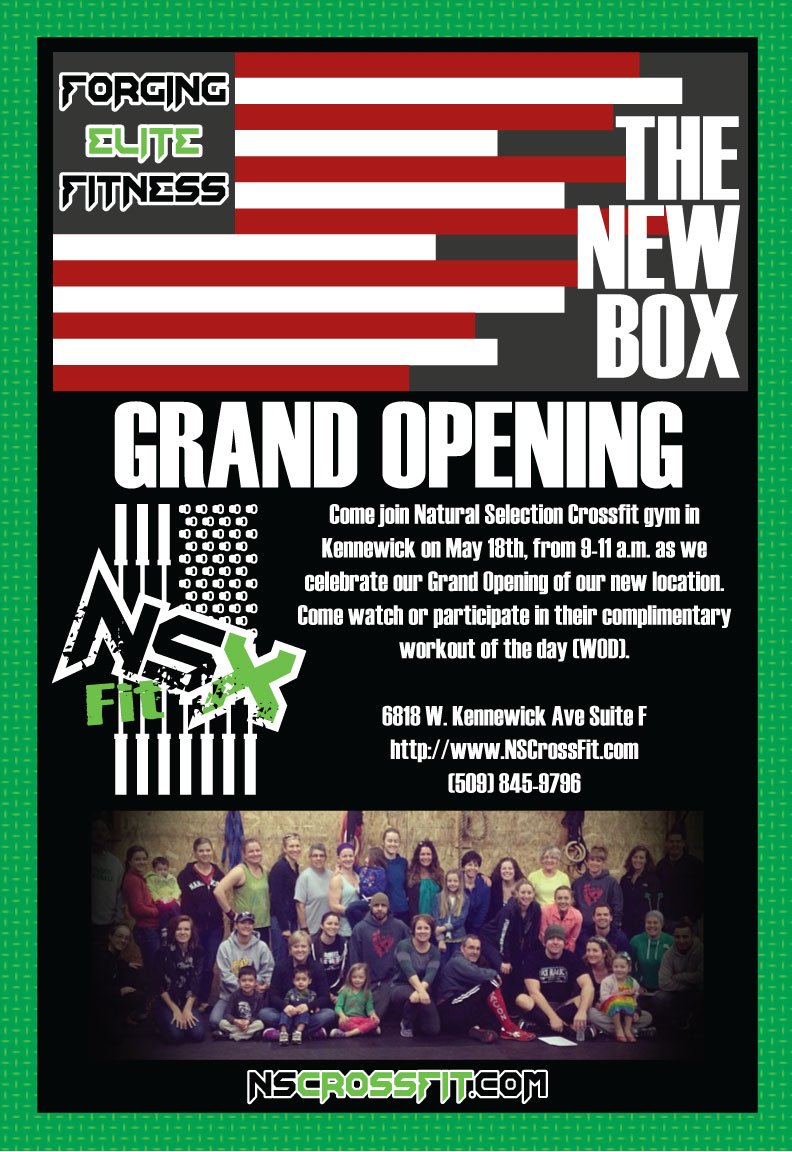 FORGING
ELITE
FITNESS
THE
NEW
BOX
GRAND OPENING
Come join Natural Selection Crossfit gym in
Kennewick on May 18th, from 9-11 a.m. as we
celebrate our Grand Opening of our new location.
Come watch or participate in their complimentary
workout of the day (WOD).
NSX
Fit
6818 W. Kennewick Ave Suite F
http://www.NSCrossFit.com
(509) 845-9796
NSCROSSFIT.COM